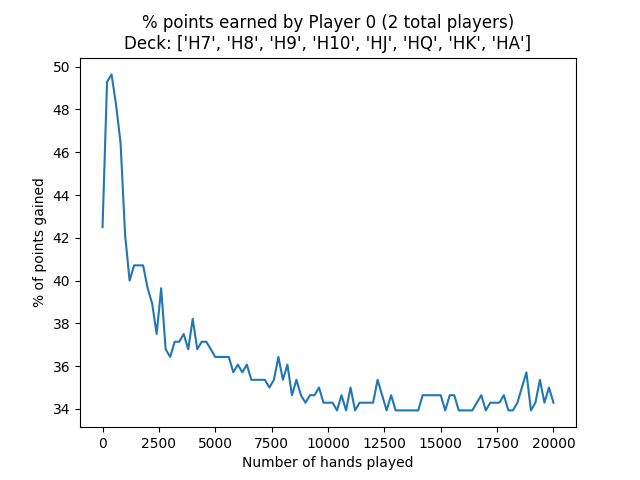 % points earned by Player 0 (2 total players)
Deck: ['H7', 'H8', 'H9', 'H10', 'HJ', 'HQ', 'HK', 'HA']
50
48
46
44
42
40
38
36
34
% of points gained
0 2500 5000 7500 10000 12500 15000 17500 20000
Number of hands played